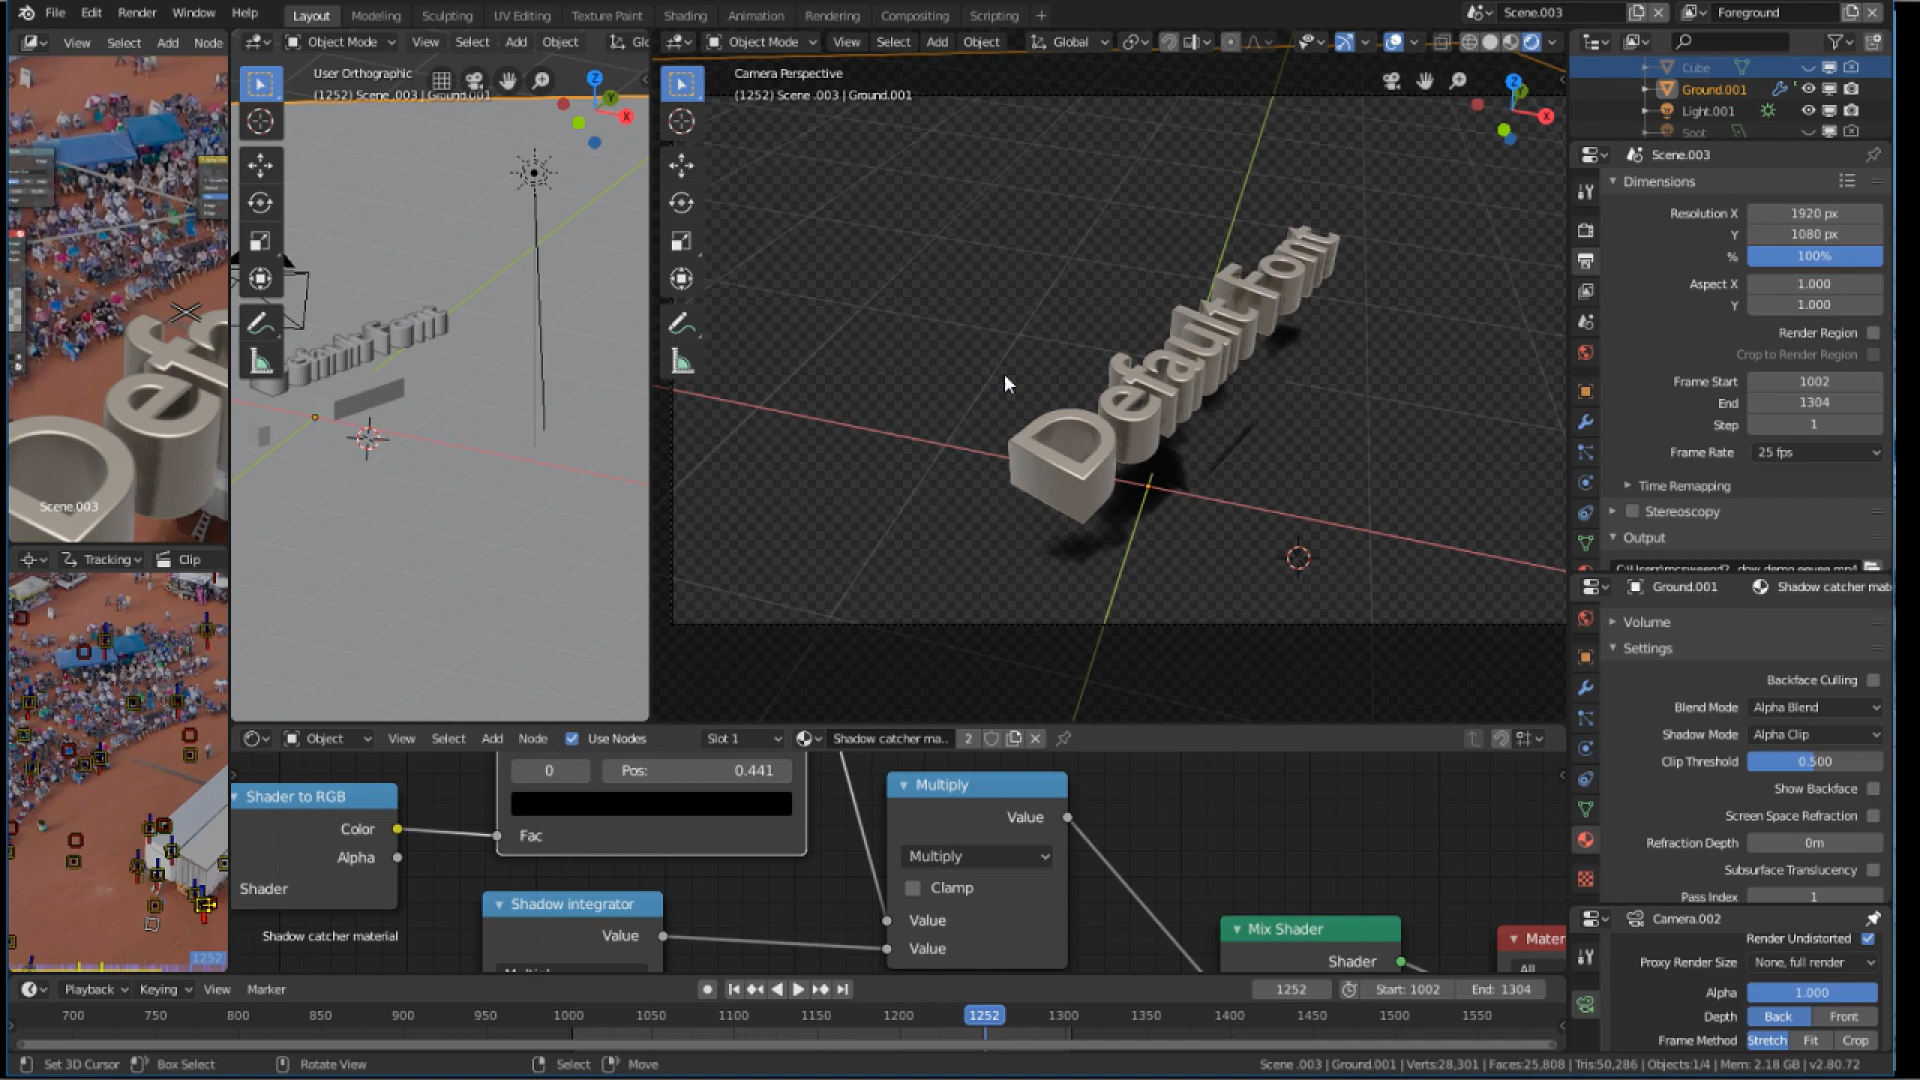 File Edit Render Window Help
Layout Modeling Sculpting UV Editing Texture Paint Shading Animation Rendering Compositing Scripting +
Scene.003
Foreground
View Select Add Node
Object Mode View Select Add Object
Object Mode View Select Add Object Global
User Orthographic
(1252) Scene .003 | Ground.001
Z
Y
X
Camera Perspective
(1252) Scene .003 | Ground.001
Z
Y
X
Default Font
Scene.003
Cube
Ground.001
Light.001
Spot
Scene.003
Dimensions
Resolution X 1920 px
Y 1080 px
% 100%
Aspect X 1.000
Y 1.000
Render Region
Crop to Render Region
Frame Start 1002
End 1304
Step 1
Frame Rate 25 fps
Time Remapping
Stereoscopy
Output
Ground.001 Shadow catcher mat
Volume
Settings
Backface Culling
Blend Mode Alpha Blend
Shadow Mode Alpha Clip
Clip Threshold 0.500
Show Backface
Screen Space Refraction
Refraction Depth 0m
Subsurface Translucency
Pass Index 1
Camera.002
Render Undistorted
Proxy Render Size None, full render
Alpha 1.000
Depth Back Front
Frame Method Stretch Fit Crop
Tracking Clip
1252
Object View Select Add Node Use Nodes Slot 1 Shadow catcher ma.. 2
Shader to RGB
Color
Alpha
Shader
0 Pos: 0.441
Fac
Shadow integrator
Value
Multiply
Value
Multiply
Clamp
Value
Value
Mix Shader
Shader
Mater
All
Shadow catcher material
Playback Keying View Marker
1252 Start: 1002 End: 1304
700 750 800 850 900 950 1000 1050 1100 1150 1200 1252 1300 1350 1400 1450 1500 1550
Set 3D Cursor Box Select Rotate View Select Move
Scene .003 | Ground.001 | Verts:28,301 | Faces:25,808 | Tris:50,286 | Objects:1/4 | Mem: 2.18 GB | v2.80.72